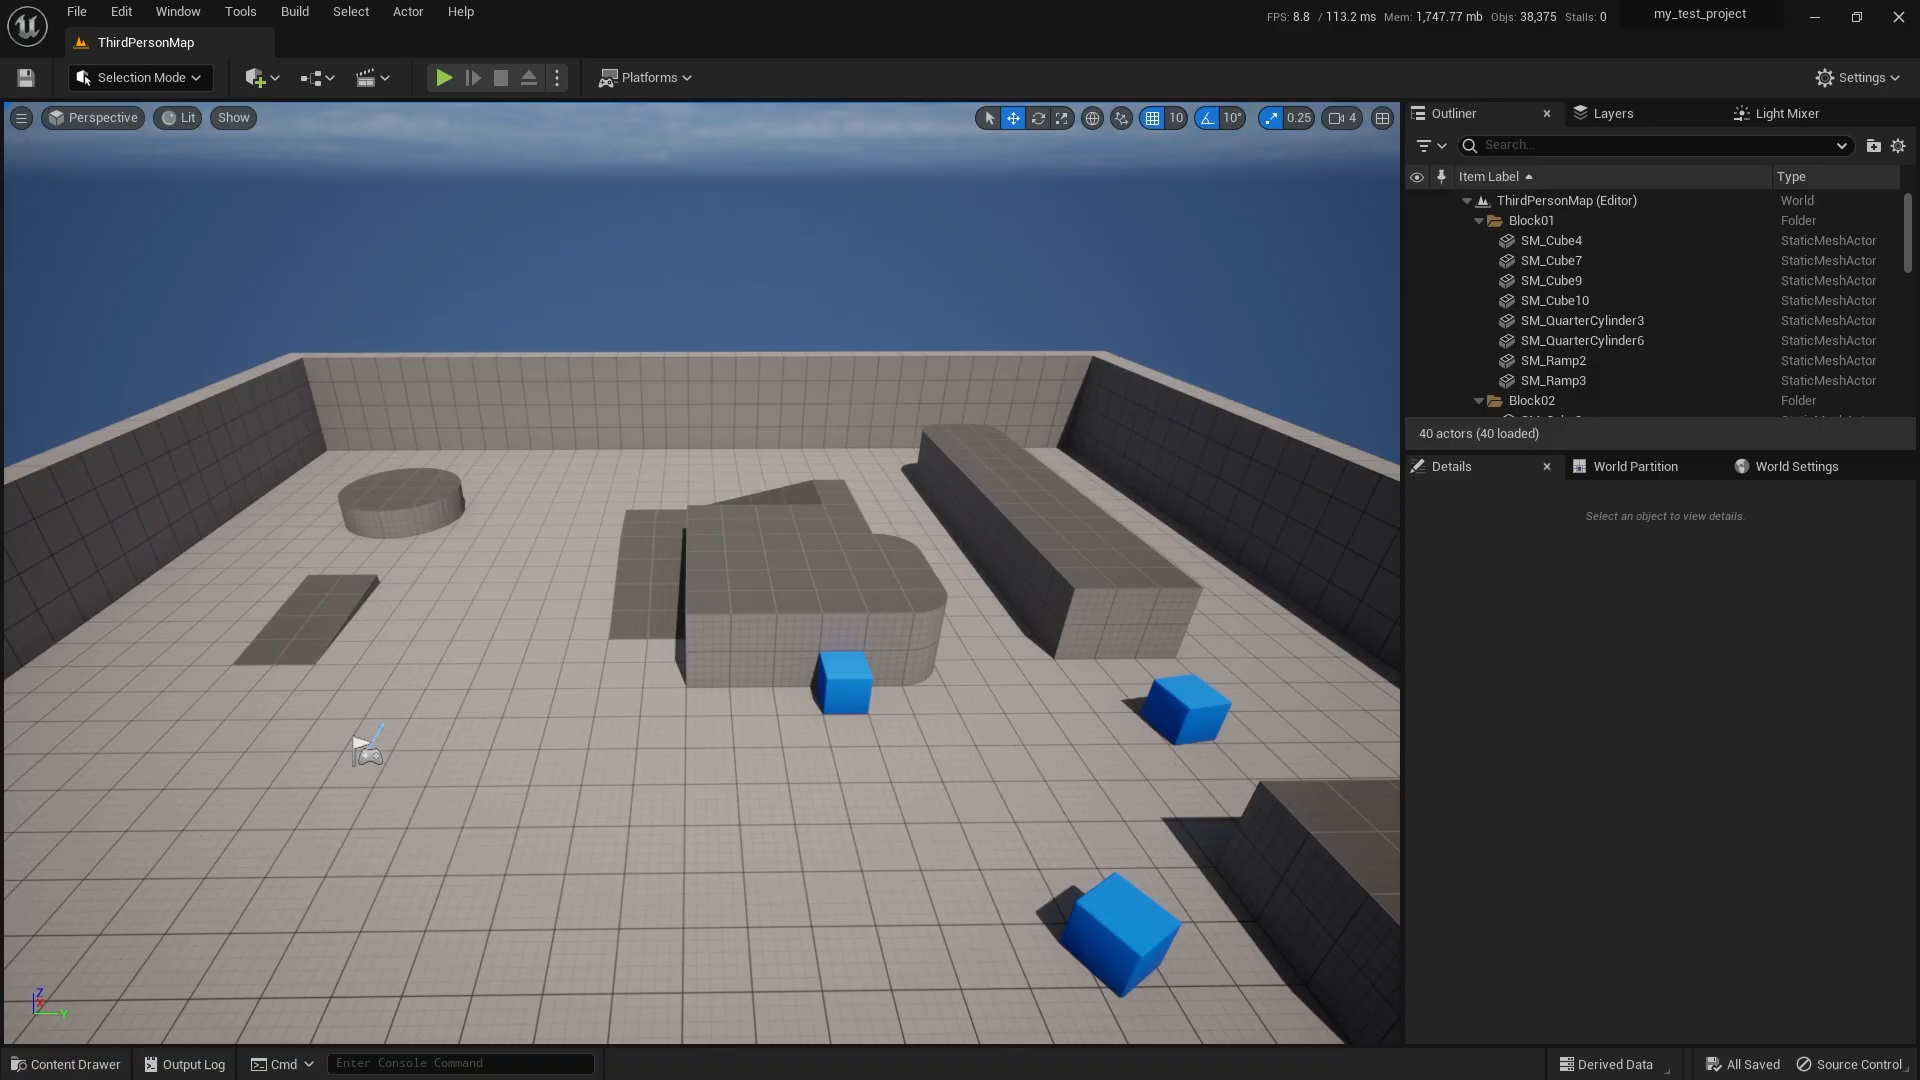 File Edit Window Tools Build Select Actor Help
FPS: 8.8 / 113.2 ms Mem: 1,747.77 mb Objs: 38,375 Stalls: 0
my_test_project
ThirdPersonMap
Selection Mode
Platforms
Settings
Perspective
Lit
Show
10
10°
0.25
4
Outliner
Layers
Light Mixer
Search...
Item Label
Type
ThirdPersonMap (Editor) World
Block01 Folder
SM_Cube4 StaticMeshActor
SM_Cube7 StaticMeshActor
SM_Cube9 StaticMeshActor
SM_Cube10 StaticMeshActor
SM_QuarterCylinder3 StaticMeshActor
SM_QuarterCylinder6 StaticMeshActor
SM_Ramp2 StaticMeshActor
SM_Ramp3 StaticMeshActor
Block02 Folder
40 actors (40 loaded)
Details
World Partition
World Settings
Select an object to view details.
Z
X
Y
Content Drawer
Output Log
Cmd
Enter Console Command
Derived Data
All Saved
Source Control